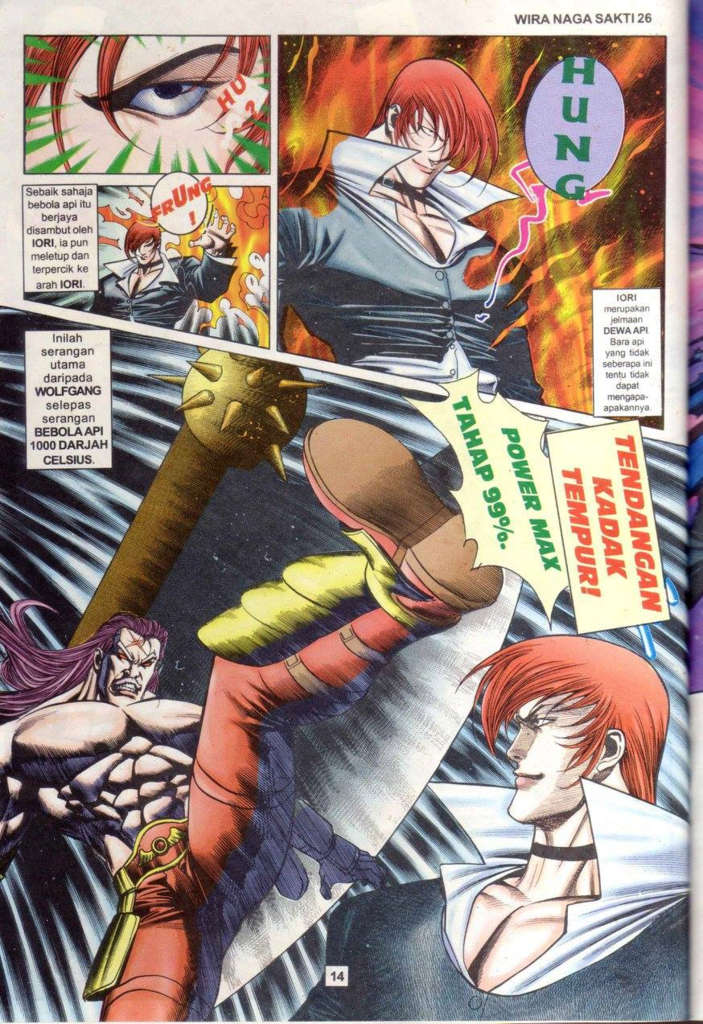 WIRA NAGA SAKTI 26
HU
HUNG
Sebaik sahaja
bebola api itu
berjaya
disambut oleh
IORI, ia pun
meletup dan
terpercik ke
arah IORI.
FRUNG
!
IORI
merupakan
jelmaan
DEWA API.
Bara api
yang tidak
seberapa ini
tentu tidak
dapat
mengapa-
apakannya.
Inilah
serangan
utama
daripada
WOLFGANG
selepas
serangan
BEBOLA API
1000 DARJAH
CELSIUS.
TENDANGAN
KADAK
TEMPUR!
POWER MAX
TAHAP 99%.
14